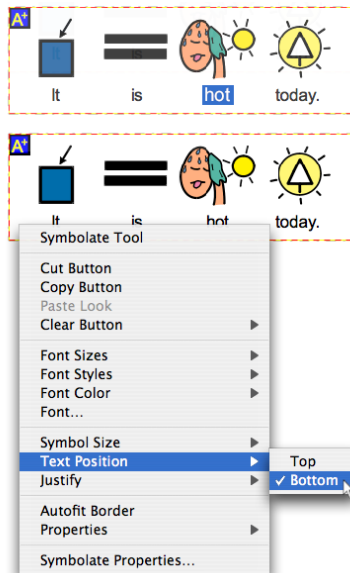 A+
It is hot today.
A+
It is hot today.
Symbolate Tool
Cut Button
Copy Button
Paste Look
Clear Button
Font Sizes
Font Styles
Font Color
Font...
Symbol Size
Text Position
Top
✓ Bottom
Justify
Autofit Border
Properties
Symbolate Properties...